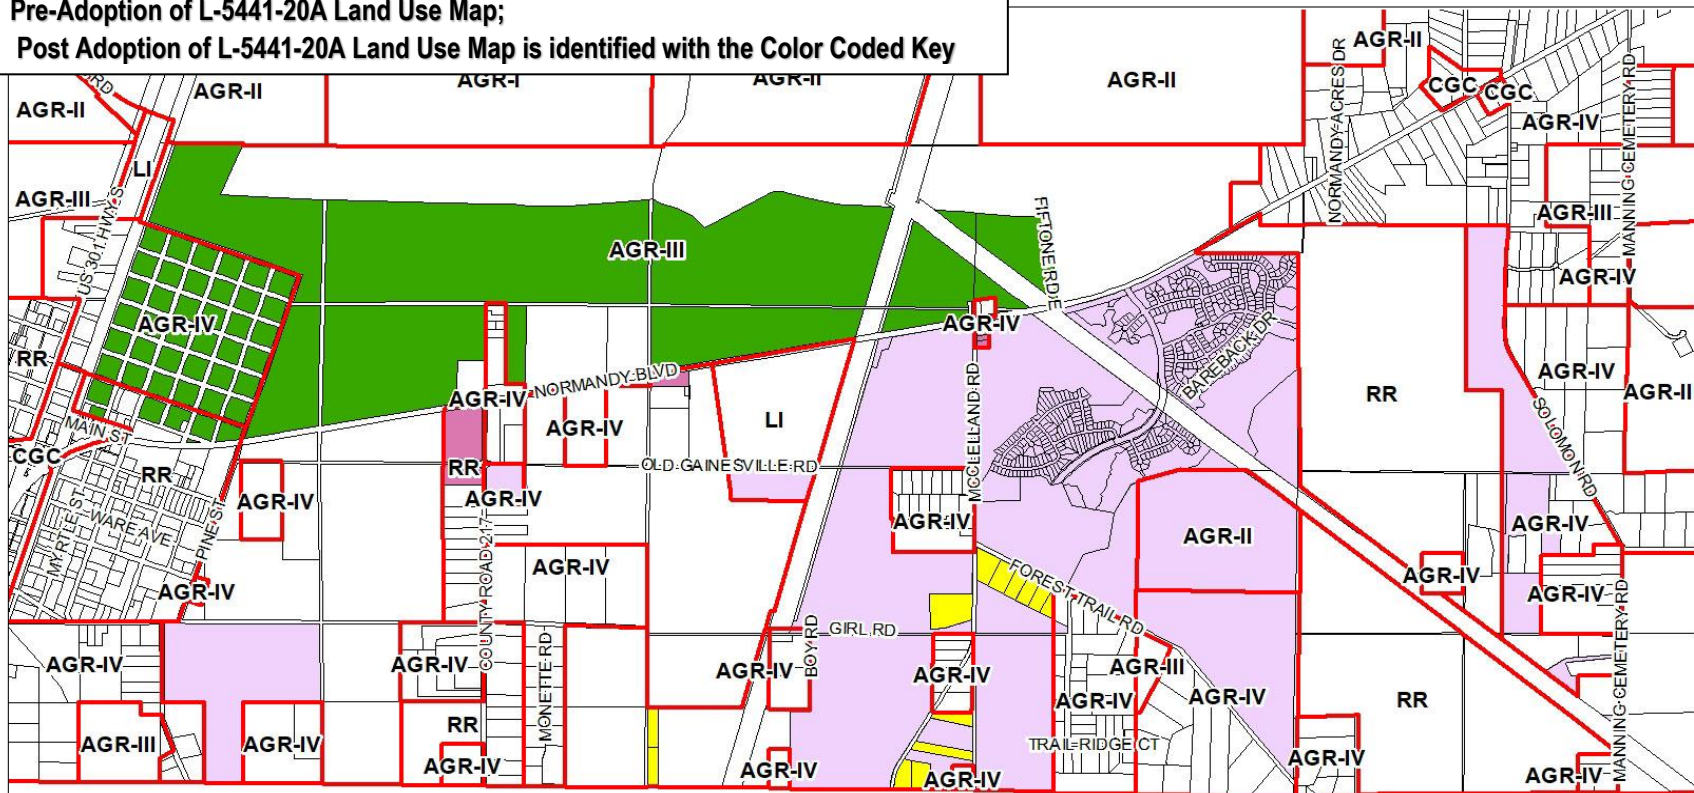 Pre-Adoption of L-5441-20A Land Use Map;
Post Adoption of L-5441-20A Land Use Map is identified with the Color Coded Key
AGR-II
AGR-II
AGR-I
AGR-II
AGR-II
AGR-II
NORMANDY ACRES DR
CGC
CGC
AGR-IV
MANNING CEMETERY RD
RD
LI
AGR-III
US 301 HWY S
AGR-III
FIFTONE RD E
AGR-III
AGR-IV
AGR-IV
AGR-IV
RR
BAREBACK DR
AGR-IV
NORMANDY BLVD
AGR-IV
MCCLELLAND RD
RR
AGR-IV
AGR-II
SOLOMON RD
MAIN ST
CGC
RR
AGR-IV
LI
RR
OLD GAINESVILLE RD
AGR-IV
AGR-IV
MYRTLE ST
WARE AVE
PINE ST
COUNTY ROAD 217
AGR-IV
AGR-II
AGR-IV
AGR-IV
AGR-IV
FOREST TRAIL RD
AGR-IV
AGR-IV
MANNING CEMETERY RD
GIRL RD
BOY RD
MONETTE RD
AGR-IV
AGR-IV
AGR-IV
AGR-IV
AGR-III
AGR-IV
AGR-IV
RR
AGR-III
AGR-IV
RR
AGR-IV
TRAIL RIDGE CT
AGR-IV
AGR-IV
AGR-IV
AGR-IV